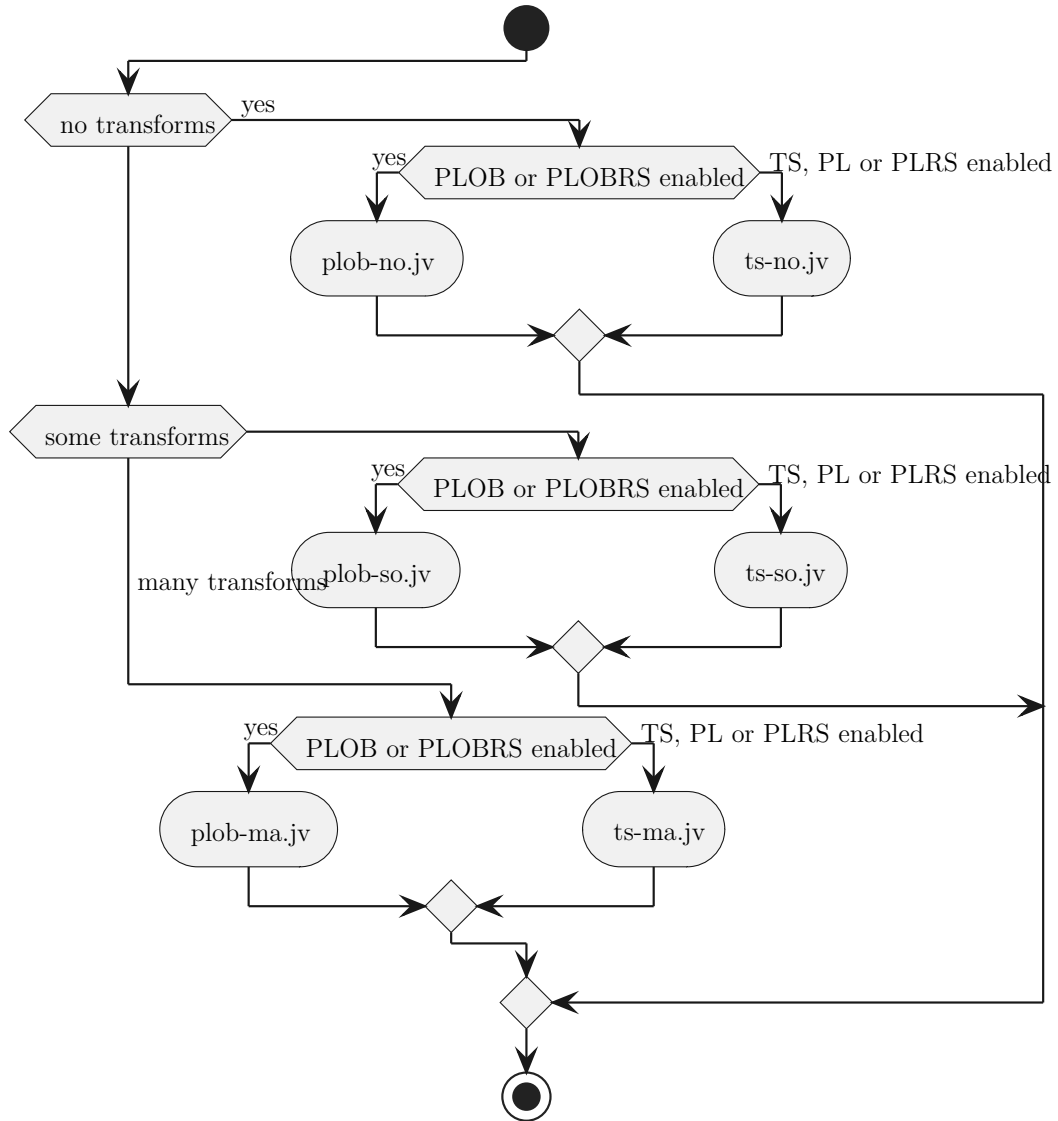 yes
no transforms
yes
PLOB or PLOBRS enabled
TS, PL or PLRS enabled
plob-no.jv
ts-no.jv
some transforms
yes
PLOB or PLOBRS enabled
TS, PL or PLRS enabled
many transforms
plob-so.jv
ts-so.jv
yes
PLOB or PLOBRS enabled
TS, PL or PLRS enabled
plob-ma.jv
ts-ma.jv